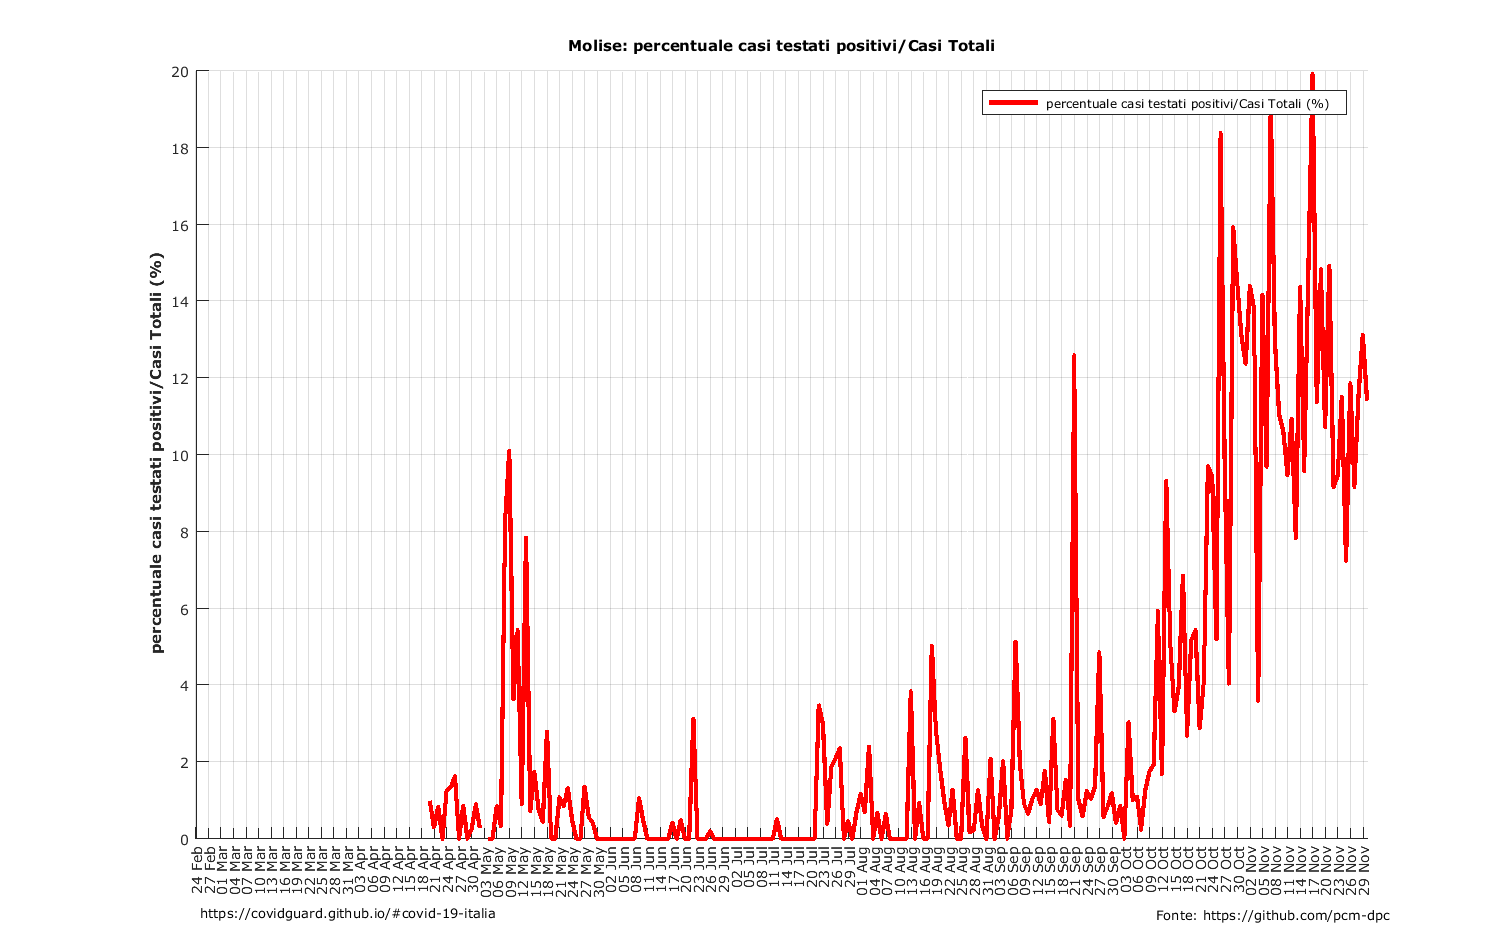 Molise: percentuale casi testati positivi/Casi Totali
percentuale casi testati positivi/Casi Totali (%)
percentuale casi testati positivi/Casi Totali (%)
20
18
16
14
12
10
8
6
4
2
0
24 Feb
27 Feb
01 Mar
04 Mar
07 Mar
10 Mar
13 Mar
16 Mar
19 Mar
22 Mar
25 Mar
28 Mar
31 Mar
03 Apr
06 Apr
09 Apr
12 Apr
15 Apr
18 Apr
21 Apr
24 Apr
27 Apr
30 Apr
03 May
06 May
09 May
12 May
15 May
18 May
21 May
24 May
27 May
30 May
02 Jun
05 Jun
08 Jun
11 Jun
14 Jun
17 Jun
20 Jun
23 Jun
26 Jun
29 Jun
02 Jul
05 Jul
08 Jul
11 Jul
14 Jul
17 Jul
20 Jul
23 Jul
26 Jul
29 Jul
01 Aug
04 Aug
07 Aug
10 Aug
13 Aug
16 Aug
19 Aug
22 Aug
25 Aug
28 Aug
31 Aug
03 Sep
06 Sep
09 Sep
12 Sep
15 Sep
18 Sep
21 Sep
24 Sep
27 Sep
30 Sep
03 Oct
06 Oct
09 Oct
12 Oct
15 Oct
18 Oct
21 Oct
24 Oct
27 Oct
30 Oct
02 Nov
05 Nov
08 Nov
11 Nov
14 Nov
17 Nov
20 Nov
23 Nov
26 Nov
29 Nov
https://covidguard.github.io/#covid-19-italia
Fonte: https://github.com/pcm-dpc